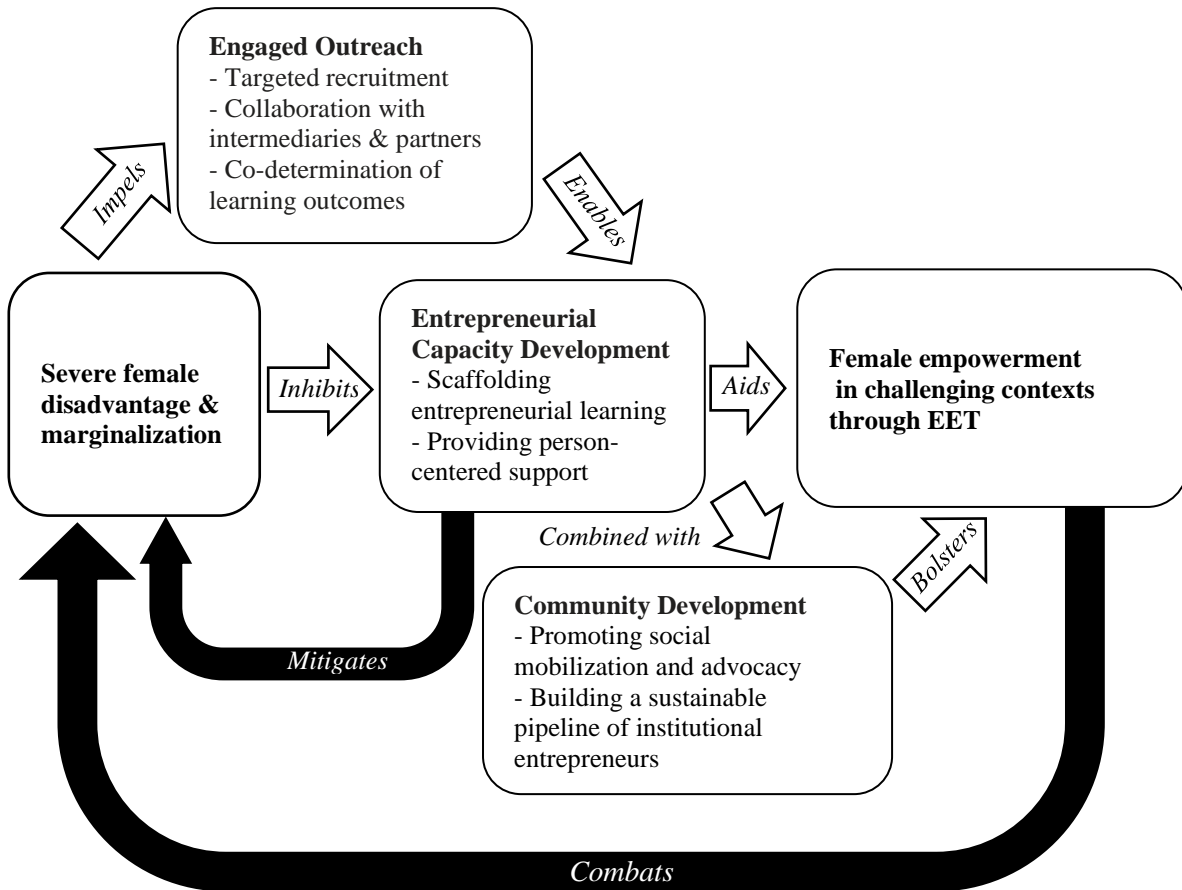 Engaged Outreach
- Targeted recruitment
- Collaboration with
intermediaries & partners
- Co-determination of
learning outcomes
Impels
Enables
Severe female
disadvantage &
marginalization
Inhibits
Entrepreneurial
Capacity Development
- Scaffolding
entrepreneurial learning
- Providing person-
centered support
Aids
Female empowerment
in challenging contexts
through EET
Combined with
Bolsters
Community Development
- Promoting social
mobilization and advocacy
- Building a sustainable
pipeline of institutional
entrepreneurs
Mitigates
Combats